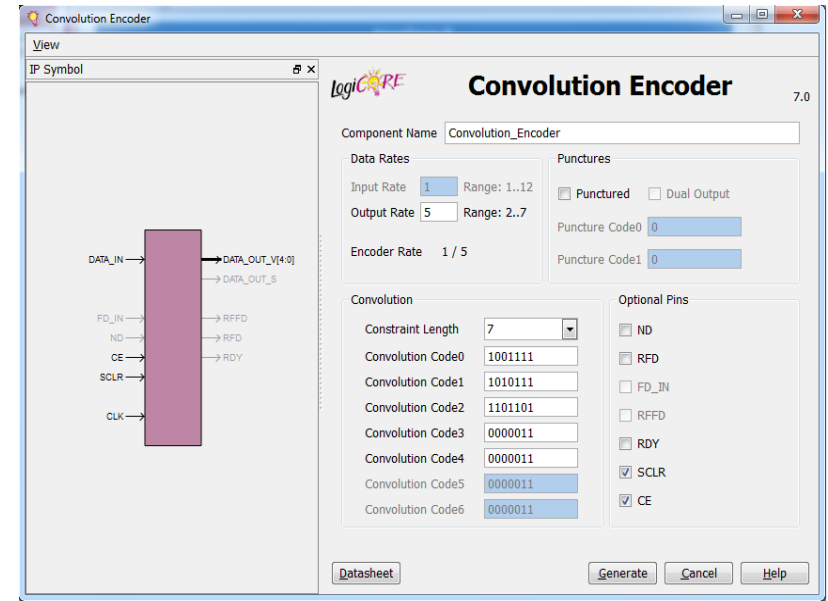 Convolution Encoder
View
IP Symbol
LogiCORE
Convolution Encoder
7.0
Component Name Convolution_Encoder
Data Rates
Input Rate 1 Range: 1..12
Output Rate 5 Range: 2..7
Encoder Rate 1 / 5
Punctures
Punctured Dual Output
Puncture Code0 0
Puncture Code1 0
DATA_IN
FD_IN
ND
CE
SCLR
CLK
DATA_OUT_V[4:0]
DATA_OUT_S
RFFD
RFD
RDY
Convolution
Constraint Length 7
Convolution Code0 1001111
Convolution Code1 1010111
Convolution Code2 1101101
Convolution Code3 0000011
Convolution Code4 0000011
Convolution Code5 0000011
Convolution Code6 0000011
Optional Pins
ND
RFD
FD_IN
RFFD
RDY
SCLR
CE
Datasheet
Generate Cancel Help